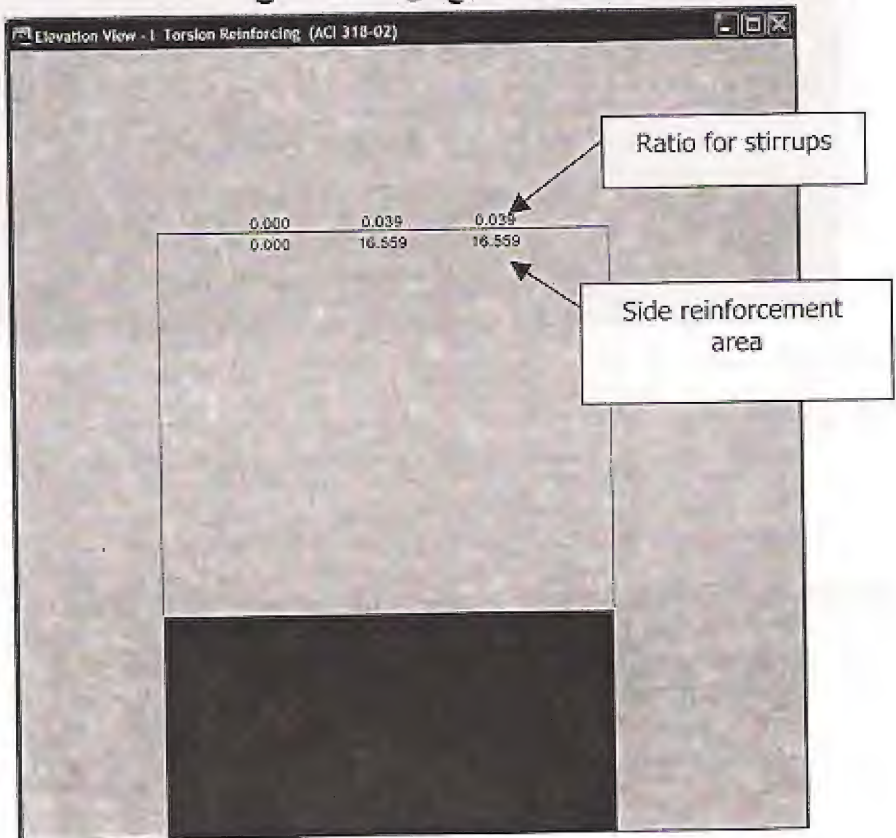 Elevation View - I Torsion Reinforcing (ACI 318-02)
Ratio for stirrups
0.000 0.039 0.039
0.000 16.559 16.559
Side reinforcement
area